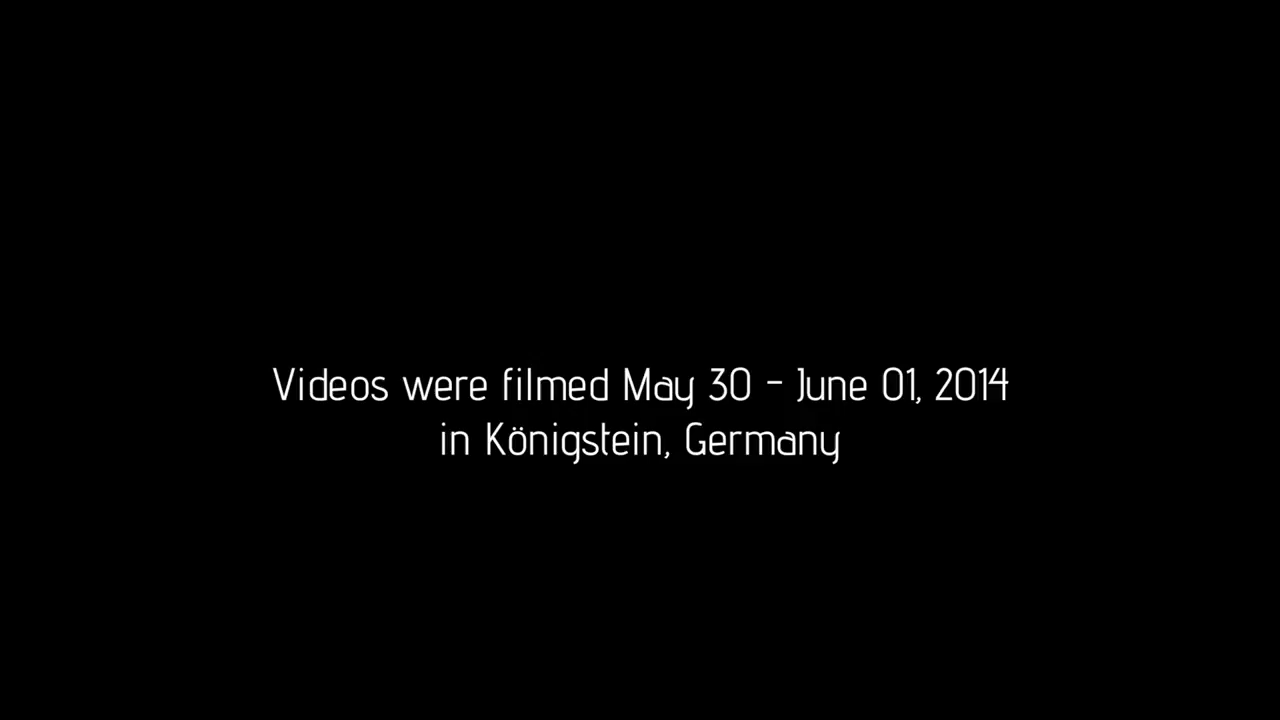 Videos were filmed May 30 - June 01, 2014
in Königstein, Germany